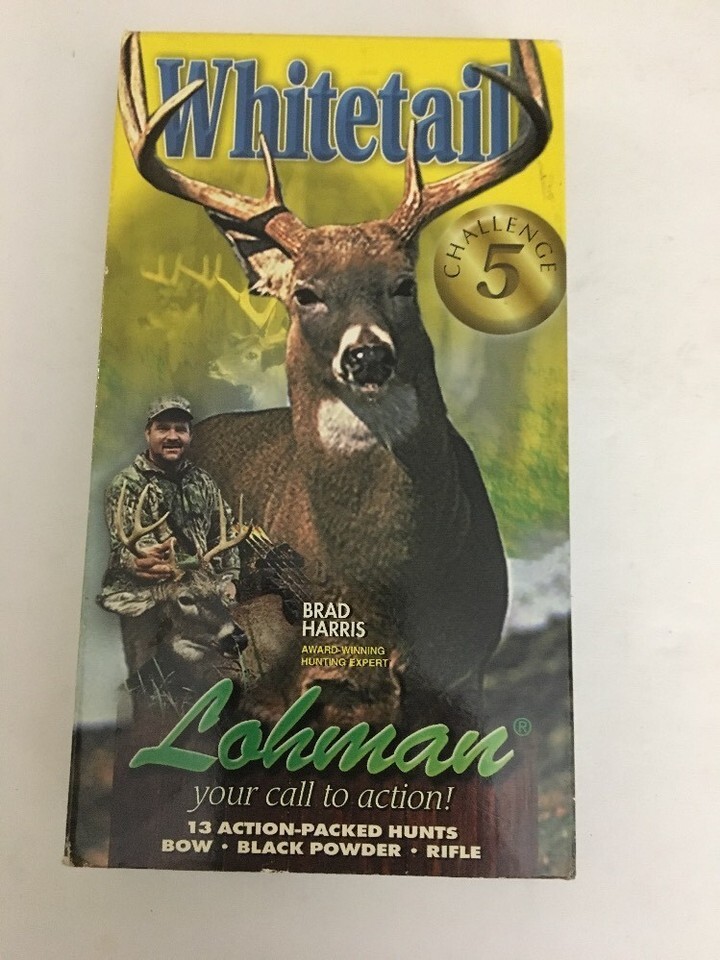 Whitetail
CHALLENGE
5
BRAD
HARRIS
AWARD-WINNING
HUNTING EXPERT
Lohman®
your call to action!
13 ACTION-PACKED HUNTS
BOW • BLACK POWDER • RIFLE